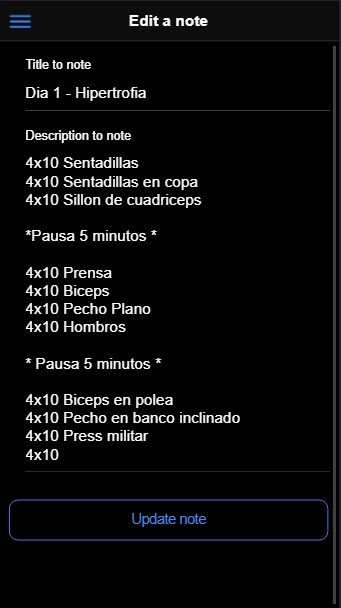 Edit a note
Title to note
Dia 1 - Hipertrofia
Description to note
4x10 Sentadillas
4x10 Sentadillas en copa
4x10 Sillon de cuadriceps
*Pausa 5 minutos *
4x10 Prensa
4x10 Biceps
4x10 Pecho Plano
4x10 Hombros
* Pausa 5 minutos *
4x10 Biceps en polea
4x10 Pecho en banco inclinado
4x10 Press militar
4x10
Update note